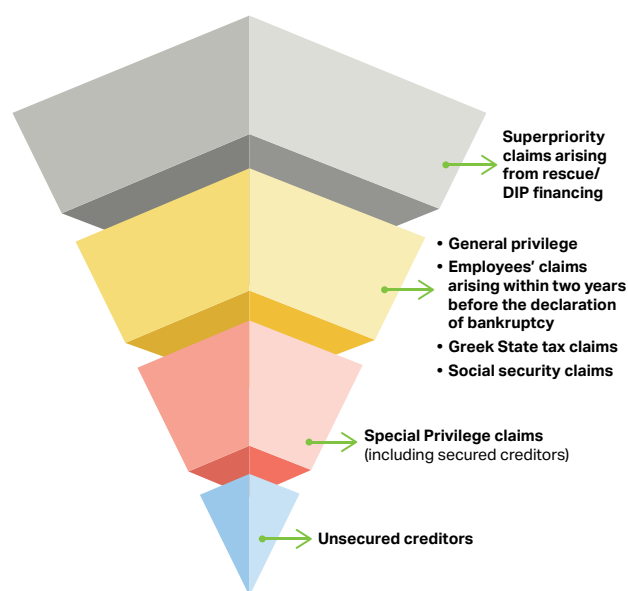 Superpriority
claims arising
from rescue/
DIP financing
• General privilege
• Employees’ claims
arising within two years
before the declaration
of bankruptcy
• Greek State tax claims
• Social security claims
Special Privilege claims
(including secured creditors)
Unsecured creditors